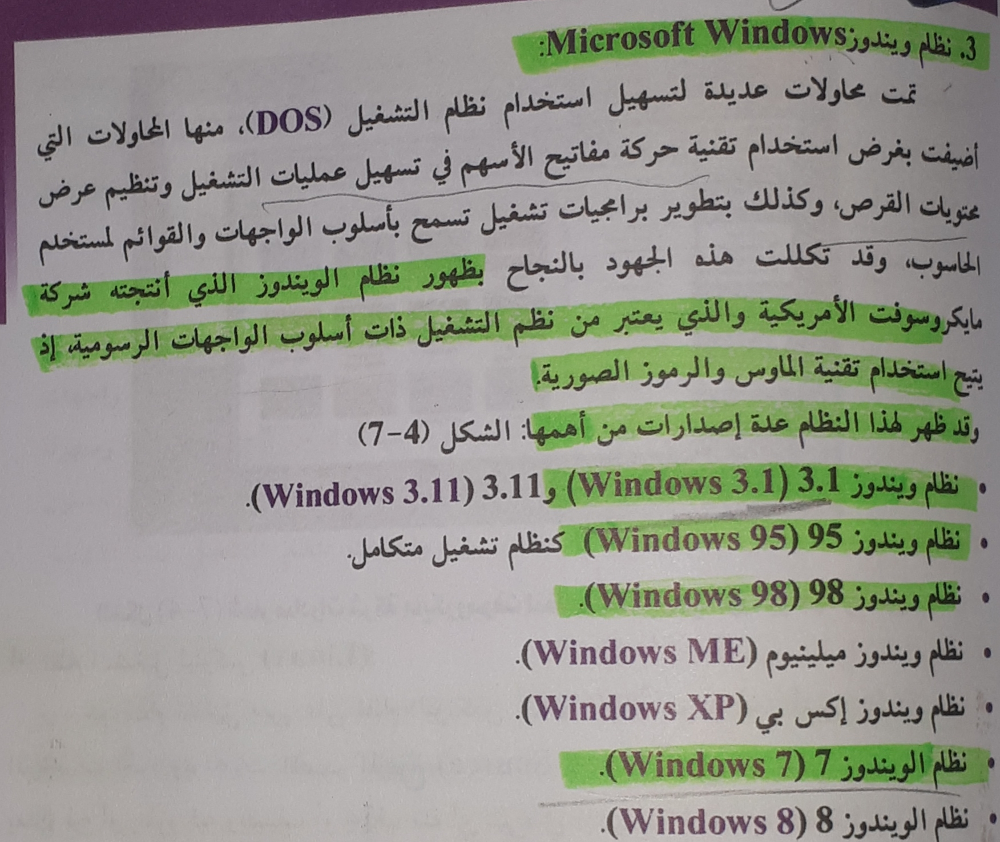 3. نظام ويندوزMicrosoft Windows:
تمت محاولات عديدة لتسهيل استخدام نظام التشغيل (DOS)، منها المحاولات التي
أضيفت بغرض استخدام تقنية حركة مفاتيح الأسهم في تسهيل عمليات التشغيل وتنظيم عرض
محتويات القرص، وكذلك بتطوير برامجيات تشغيل تسمح بأسلوب الواجهات والقوائم لمستخدم
الحاسوب، وقد تكللت هذه الجهود بالنجاح بظهور نظام الويندوز الذي أنتجته شركة
مايكروسوفت الأمريكية والذي يعتبر من نظم التشغيل ذات أسلوب الواجهات الرسومية، إذ
يتيح استخدام تقنية الماوس والرموز الصورية.
وقد ظهر لهذا النظام عدة إصدارات من أهمها: الشكل (4-7)
• نظام ويندوز 3.1 (Windows 3.1) و3.11 (Windows 3.11).
• نظام ويندوز 95 (Windows 95) كنظام تشغيل متكامل.
• نظام ويندوز 98 (Windows 98).
• نظام ويندوز ميلينيوم (Windows ME).
• نظام ويندوز إكس بي (Windows XP).
• نظام الويندوز 7 (Windows 7).
• نظام الويندوز 8 (Windows 8).